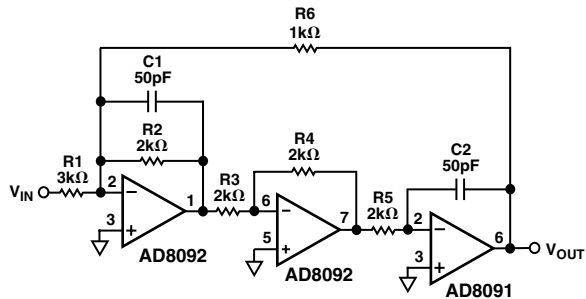 R6
1kΩ
C1
50pF
R2
2kΩ
R1
3kΩ
VIN
2
–
3
+
1
AD8092
R3
2kΩ
R4
2kΩ
6
–
5
+
7
AD8092
R5
2kΩ
C2
50pF
2
–
3
+
6
AD8091
VOUT